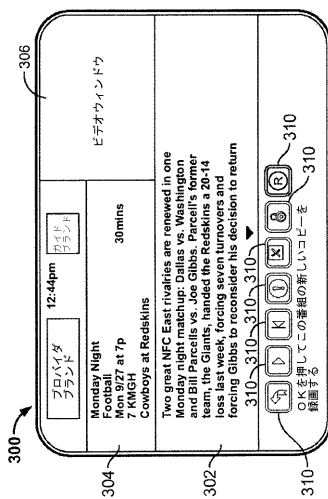 300
306
プロバイダ
ブランド
12:44pm
ガイド
ブランド
ビデオウィンドウ
Monday Night
Football
Mon 9/27 at 7p
30mins
7 KMGH
Cowboys at Redskins
304
Two great NFC East rivalries are renewed in one
Monday night matchup: Dallas vs. Washington
and Bill Parcells vs. Joe Gibbs. Parcell's former
team, the Giants, handed the Redskins a 20-14
loss last week, forcing seven turnovers and
forcing Gibbs to reconsider his decision to return
302
310
310
310
310
310
R
310
OKを押してこの番組の新しいコピーを
録画する
310